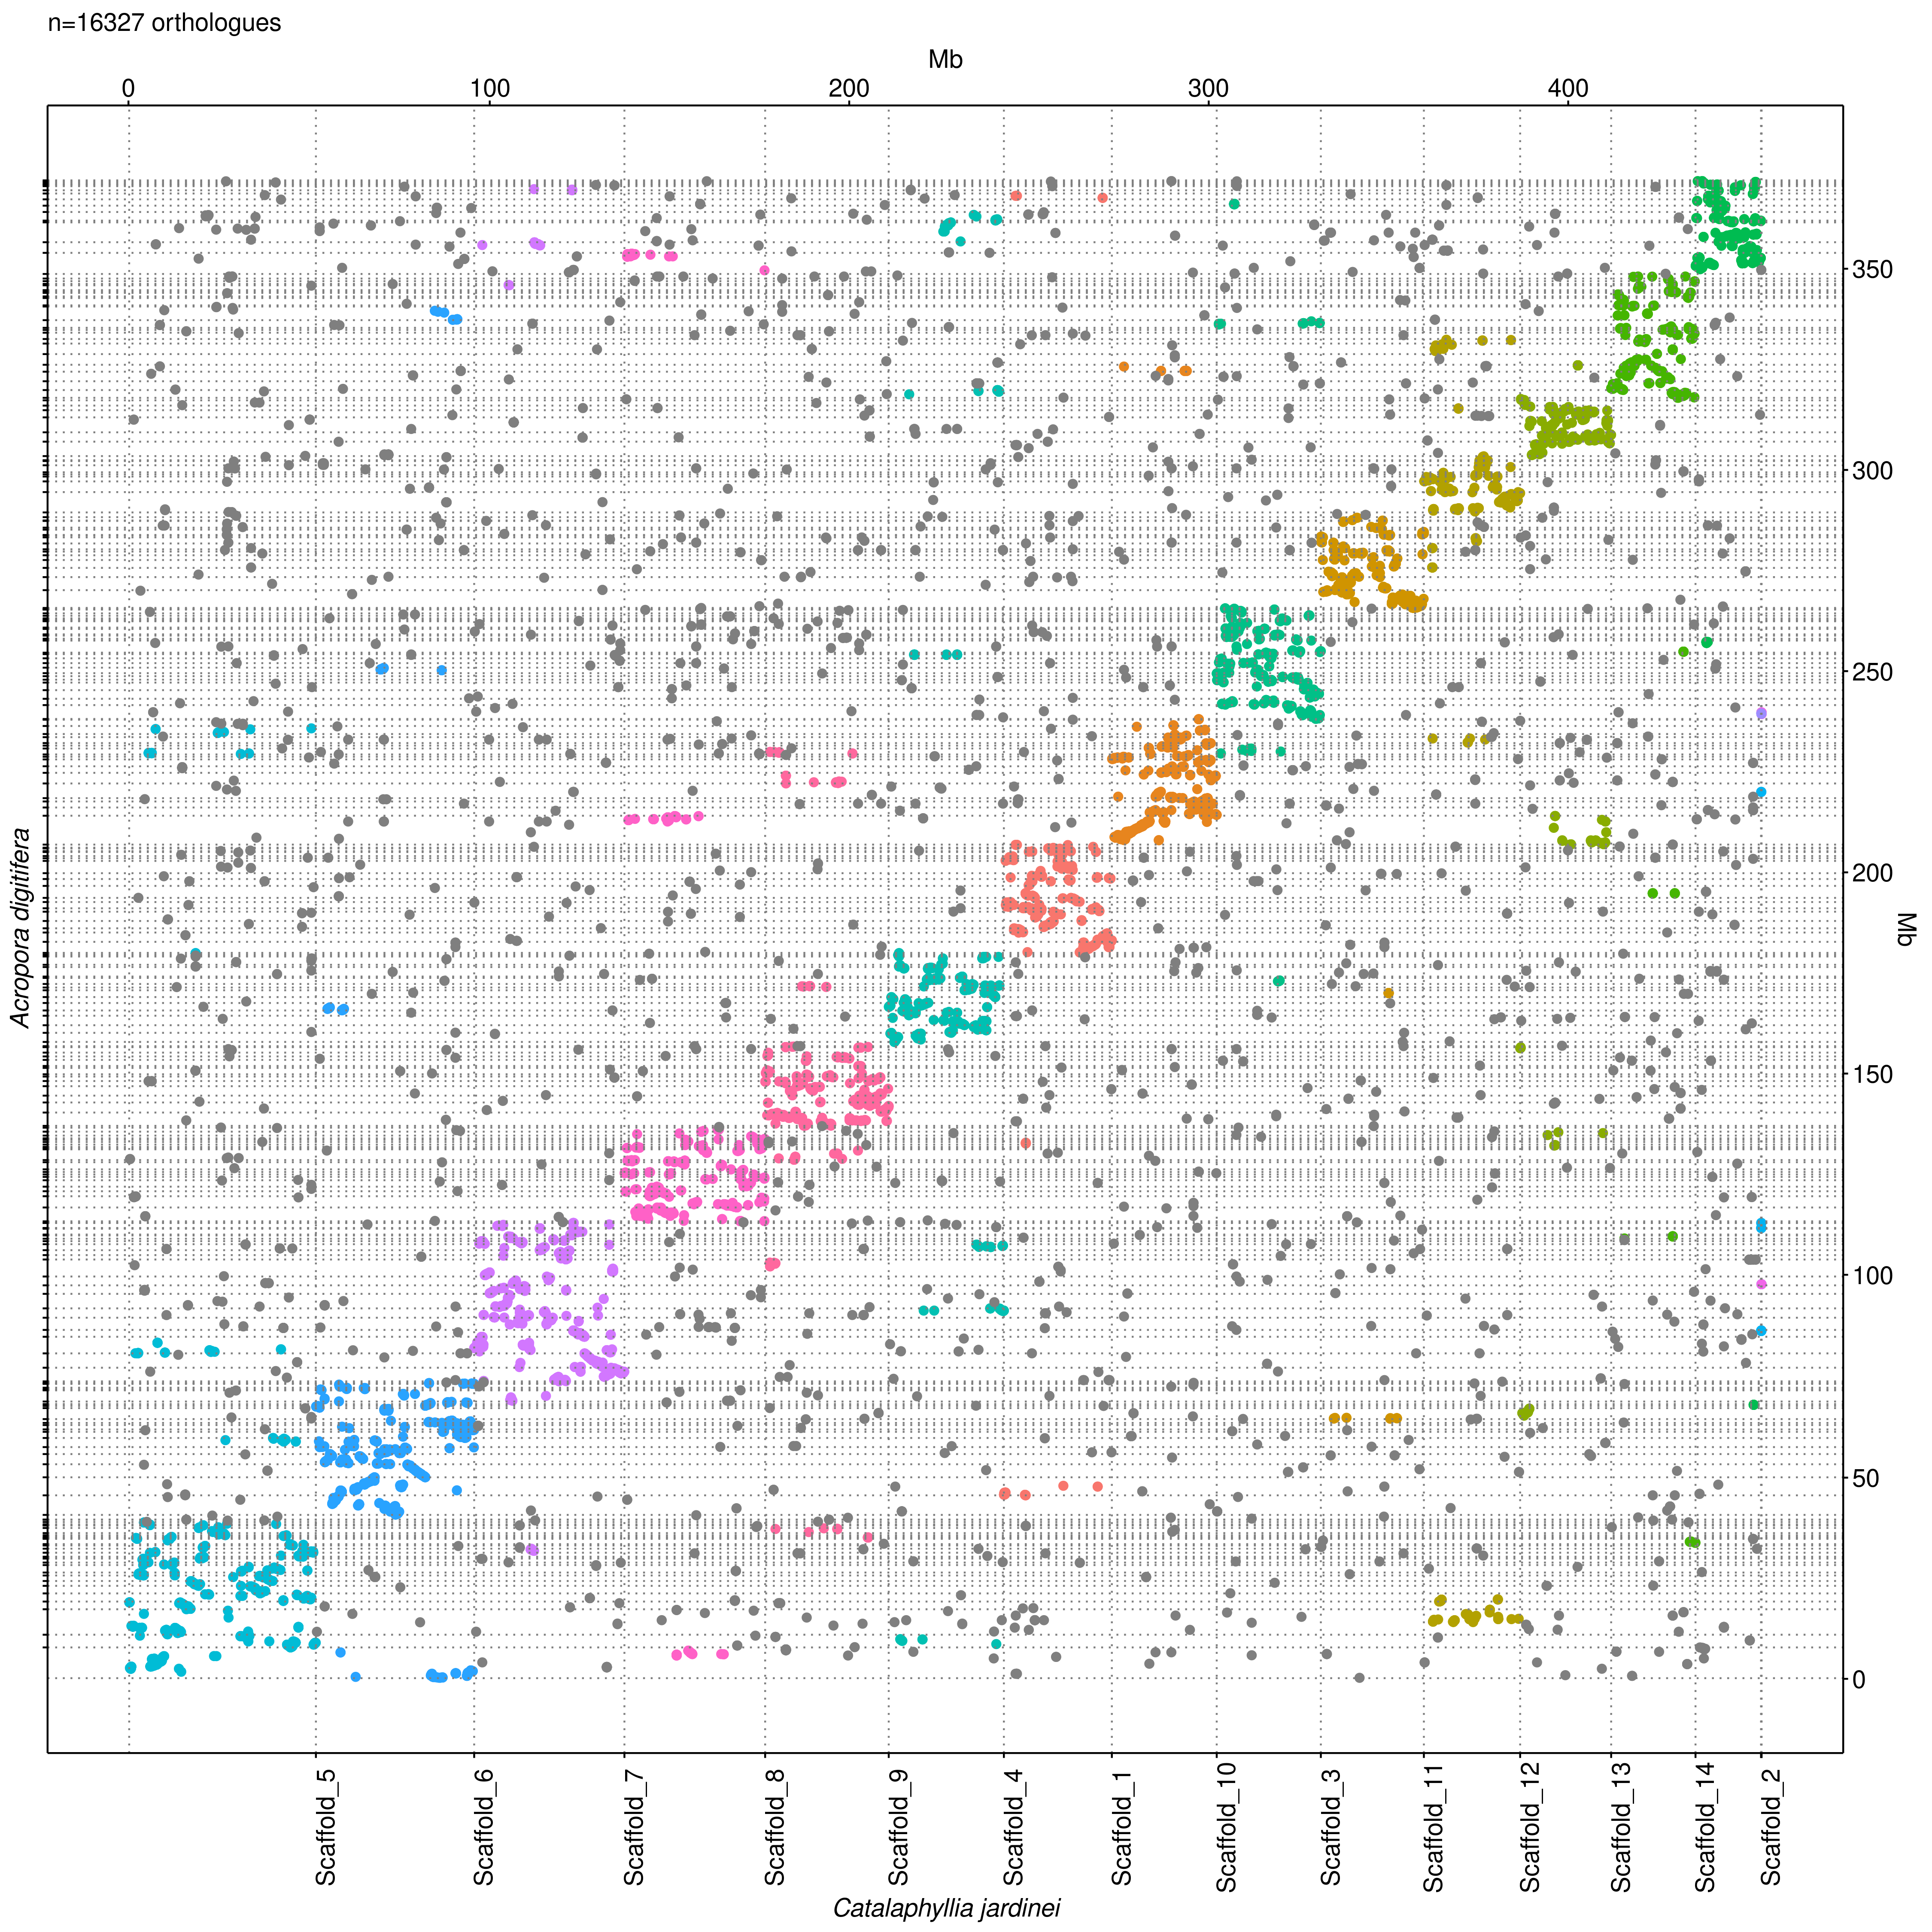 n=16327 orthologues
Mb
0 100 200 300 400
350
300
250
200
150
100
50
0
Mb
Acropora digitifera
Scaffold_5
Scaffold_6
Scaffold_7
Scaffold_8
Scaffold_9
Scaffold_4
Scaffold_1
Scaffold_10
Scaffold_3
Scaffold_11
Scaffold_12
Scaffold_13
Scaffold_14
Scaffold_2
Catalaphyllia jardinei